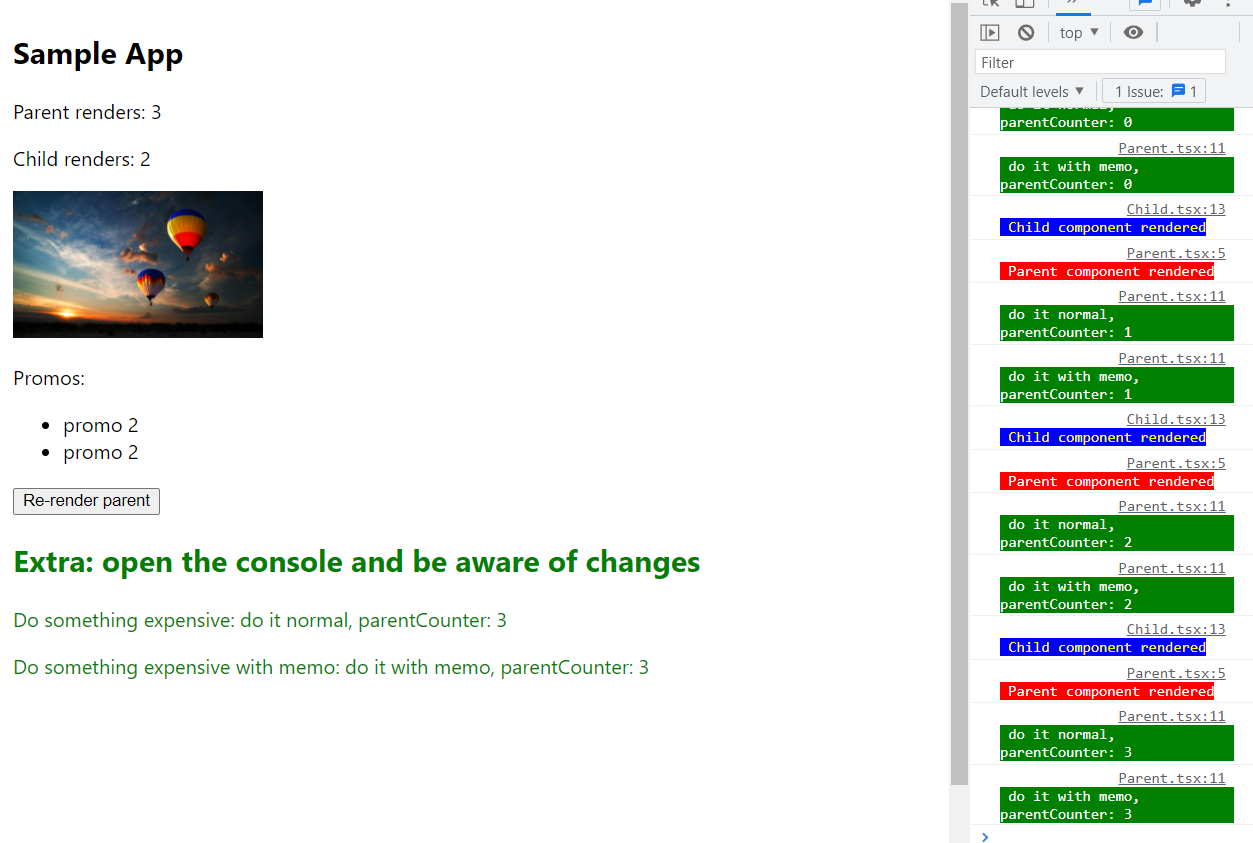 Sample App
Parent renders: 3
Child renders: 2
Promos:
promo 2
promo 2
Re-render parent
Extra: open the console and be aware of changes
Do something expensive: do it normal, parentCounter: 3
Do something expensive with memo: do it with memo, parentCounter: 3
top
Filter
Default levels
1 Issue: 1
parentCounter: 0
Parent.tsx:11
do it with memo,
parentCounter: 0
Child.tsx:13
Child component rendered
Parent.tsx:5
Parent component rendered
Parent.tsx:11
do it normal,
parentCounter: 1
Parent.tsx:11
do it with memo,
parentCounter: 1
Child.tsx:13
Child component rendered
Parent.tsx:5
Parent component rendered
Parent.tsx:11
do it normal,
parentCounter: 2
Parent.tsx:11
do it with memo,
parentCounter: 2
Child.tsx:13
Child component rendered
Parent.tsx:5
Parent component rendered
Parent.tsx:11
do it normal,
parentCounter: 3
Parent.tsx:11
do it with memo,
parentCounter: 3